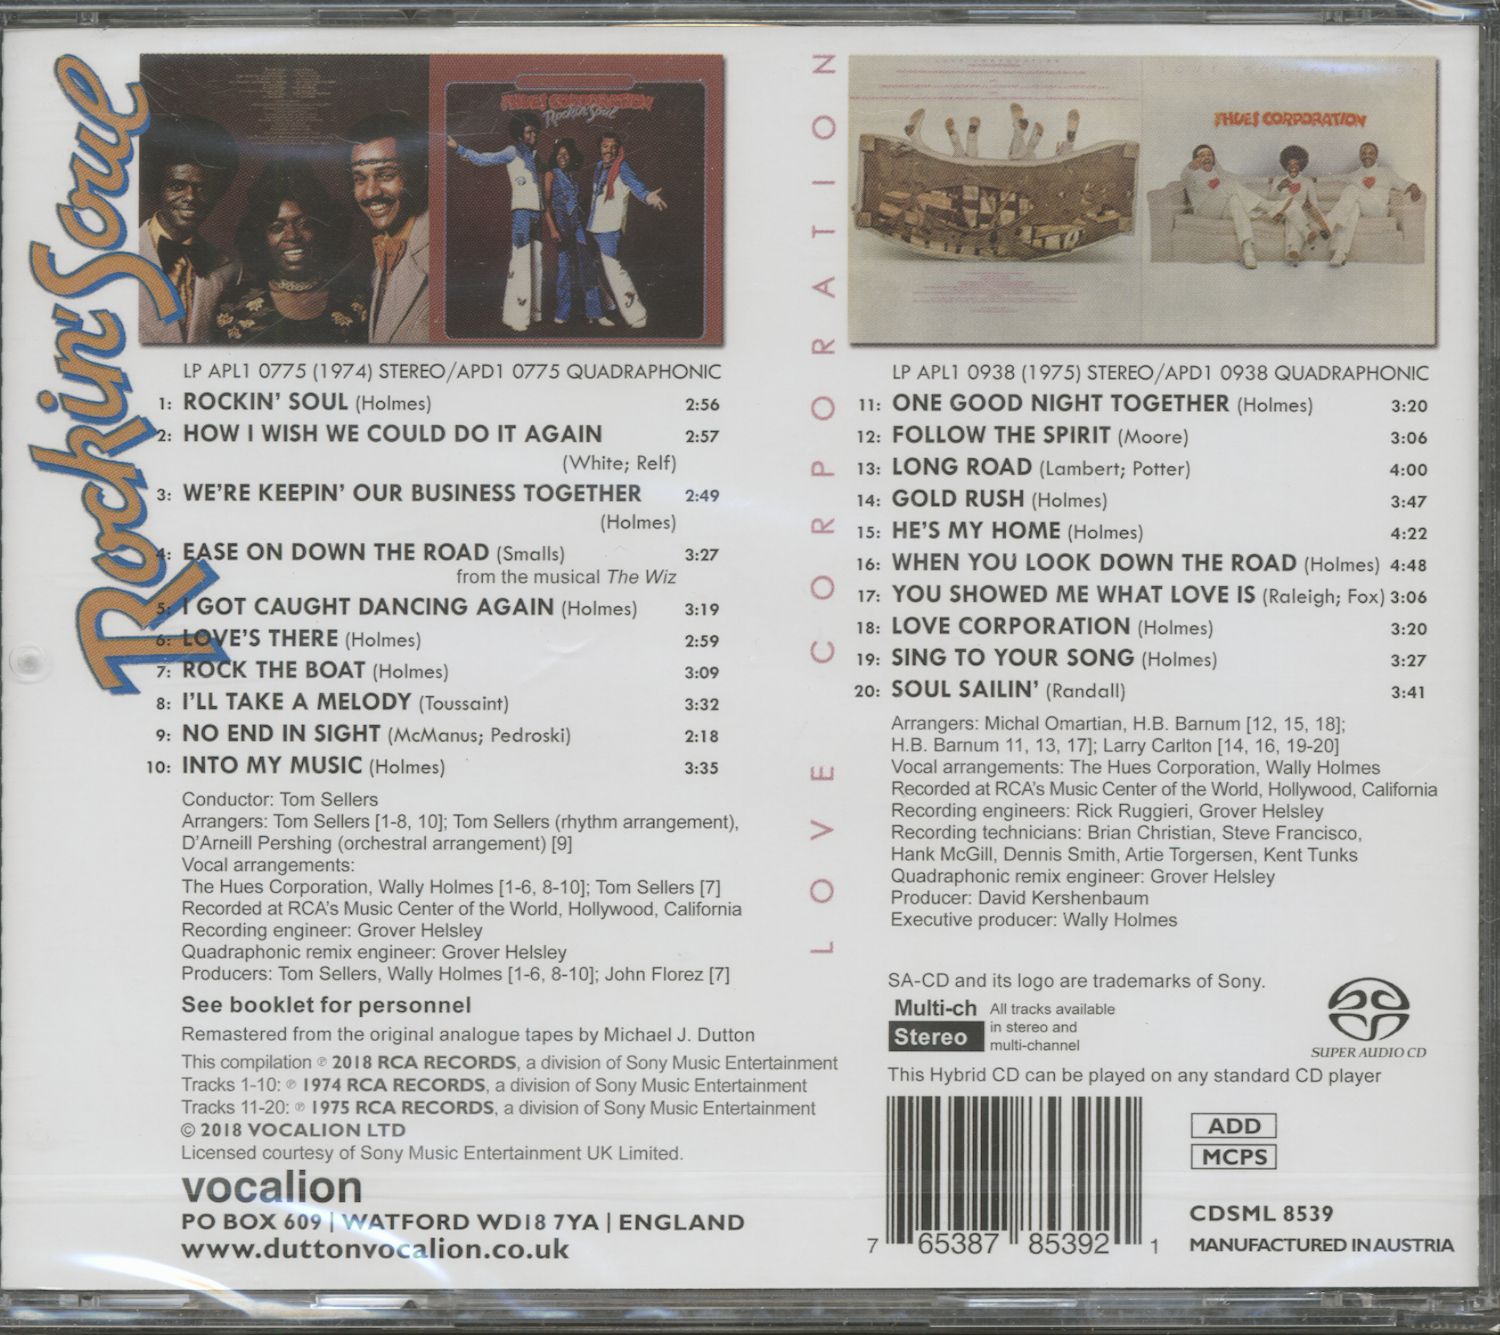 Rockin' Soul
HUES CORPORATION
Rockin' Soul
LP APL1 0775 (1974) STEREO/APD1 0775 QUADRAPHONIC
1: ROCKIN' SOUL (Holmes) 2:56
2: HOW I WISH WE COULD DO IT AGAIN 2:57
(White; Relf)
3: WE'RE KEEPIN' OUR BUSINESS TOGETHER 2:49
(Holmes)
4: EASE ON DOWN THE ROAD (Smalls) 3:27
from the musical The Wiz
5: I GOT CAUGHT DANCING AGAIN (Holmes) 3:19
6: LOVE'S THERE (Holmes) 2:59
7: ROCK THE BOAT (Holmes) 3:09
8: I'LL TAKE A MELODY (Toussaint) 3:32
9: NO END IN SIGHT (McManus; Pedroski) 2:18
10: INTO MY MUSIC (Holmes) 3:35
Conductor: Tom Sellers
Arrangers: Tom Sellers [1-8, 10]; Tom Sellers (rhythm arrangement),
D'Arneill Pershing (orchestral arrangement) [9]
Vocal arrangements:
The Hues Corporation, Wally Holmes [1-6, 8-10]; Tom Sellers [7]
Recorded at RCA's Music Center of the World, Hollywood, California
Recording engineer: Grover Helsley
Quadraphonic remix engineer: Grover Helsley
Producers: Tom Sellers, Wally Holmes [1-6, 8-10]; John Florez [7]
See booklet for personnel
Remastered from the original analogue tapes by Michael J. Dutton
This compilation ℗ 2018 RCA RECORDS, a division of Sony Music Entertainment
Tracks 1-10: ℗ 1974 RCA RECORDS, a division of Sony Music Entertainment
Tracks 11-20: ℗ 1975 RCA RECORDS, a division of Sony Music Entertainment
© 2018 VOCALION LTD
Licensed courtesy of Sony Music Entertainment UK Limited.
vocalion
PO BOX 609 | WATFORD WD18 7YA | ENGLAND
www.duttonvocalion.co.uk
LOVE CORPORATION
HUES CORPORATION
LP APL1 0938 (1975) STEREO/APD1 0938 QUADRAPHONIC
11: ONE GOOD NIGHT TOGETHER (Holmes) 3:20
12: FOLLOW THE SPIRIT (Moore) 3:06
13: LONG ROAD (Lambert; Potter) 4:00
14: GOLD RUSH (Holmes) 3:47
15: HE'S MY HOME (Holmes) 4:22
16: WHEN YOU LOOK DOWN THE ROAD (Holmes) 4:48
17: YOU SHOWED ME WHAT LOVE IS (Raleigh; Fox) 3:06
18: LOVE CORPORATION (Holmes) 3:20
19: SING TO YOUR SONG (Holmes) 3:27
20: SOUL SAILIN' (Randall) 3:41
Arrangers: Michal Omartian, H.B. Barnum [12, 15, 18];
H.B. Barnum 11, 13, 17]; Larry Carlton [14, 16, 19-20]
Vocal arrangements: The Hues Corporation, Wally Holmes
Recorded at RCA's Music Center of the World, Hollywood, California
Recording engineers: Rick Ruggieri, Grover Helsley
Recording technicians: Brian Christian, Steve Francisco,
Hank McGill, Dennis Smith, Artie Torgersen, Kent Tunks
Quadraphonic remix engineer: Grover Helsley
Producer: David Kershenbaum
Executive producer: Wally Holmes
SA-CD and its logo are trademarks of Sony.
Multi-ch
Stereo
All tracks available
in stereo and
multi-channel
SUPER AUDIO CD
This Hybrid CD can be played on any standard CD player
7 65387 85392 1
ADD
MCPS
CDSML 8539
MANUFACTURED IN AUSTRIA